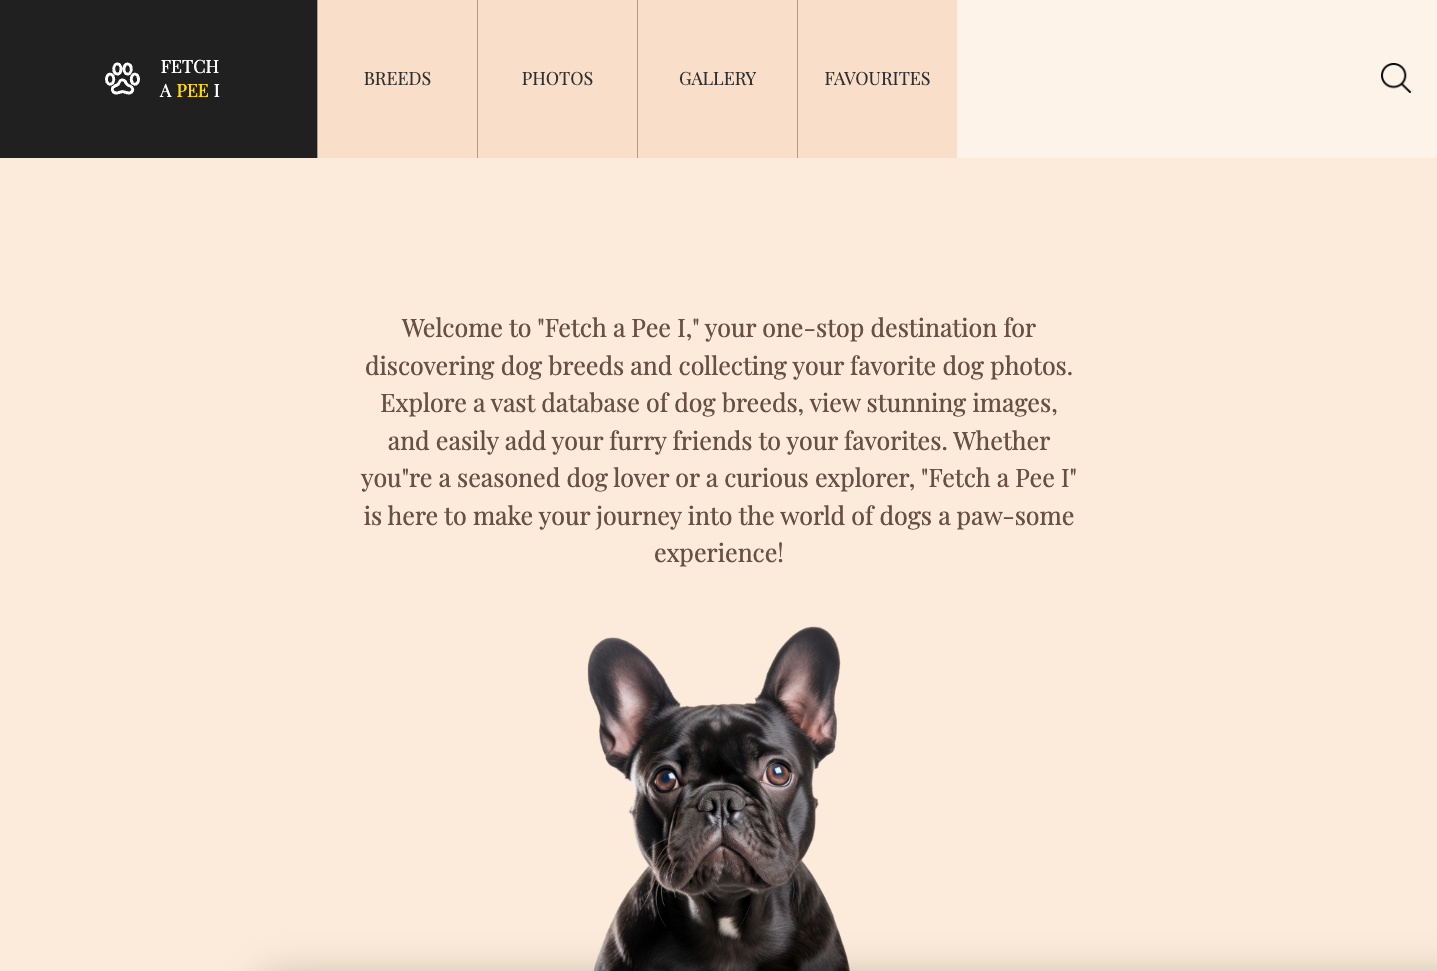 FETCH
A PEE I
BREEDS
PHOTOS
GALLERY
FAVOURITES
Welcome to "Fetch a Pee I," your one-stop destination for
discovering dog breeds and collecting your favorite dog photos.
Explore a vast database of dog breeds, view stunning images,
and easily add your furry friends to your favorites. Whether
you"re a seasoned dog lover or a curious explorer, "Fetch a Pee I"
is here to make your journey into the world of dogs a paw-some
experience!